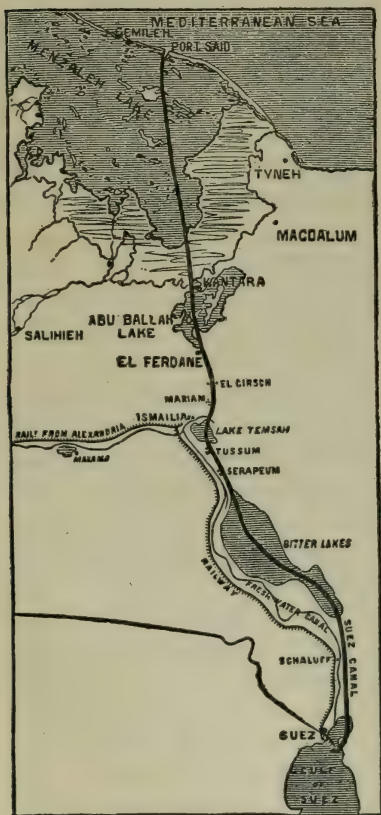 MEDITERRANEAN SEA
GEMILEH
PORT SAID
MENZALEH LAKE
TYNEH
MAGDALUM
KANTARA
ABU BALLAH
LAKE
SALIHIEH
EL FERDANE
EL GIRSCH
MARIAM
ISMAILIA
RAILY FROM ALEXANDRIA
LAKE TEMSAH
TUSSUM
SERAPEUM
BITTER LAKES
RAILWAY
FRESH WATER CANAL
SUEZ CANAL
SCHALUFF
SUEZ
GULF
OF
SUEZ